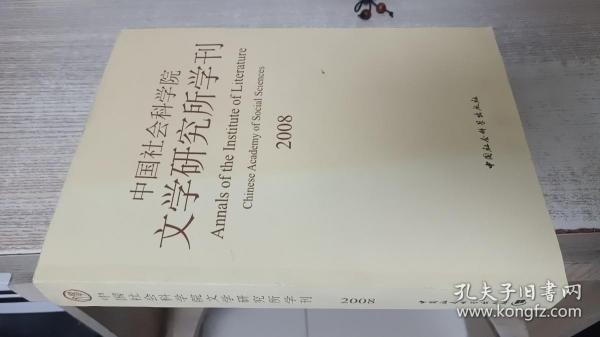 中国社会科学院
文学研究所学刊
Annals of the Institute of Literature
Chinese Academy of Social Sciences
2008
中国社会科学出版社
中国社会科学院文学研究所学刊
2008
孔夫子旧书网
www.kongfz.com